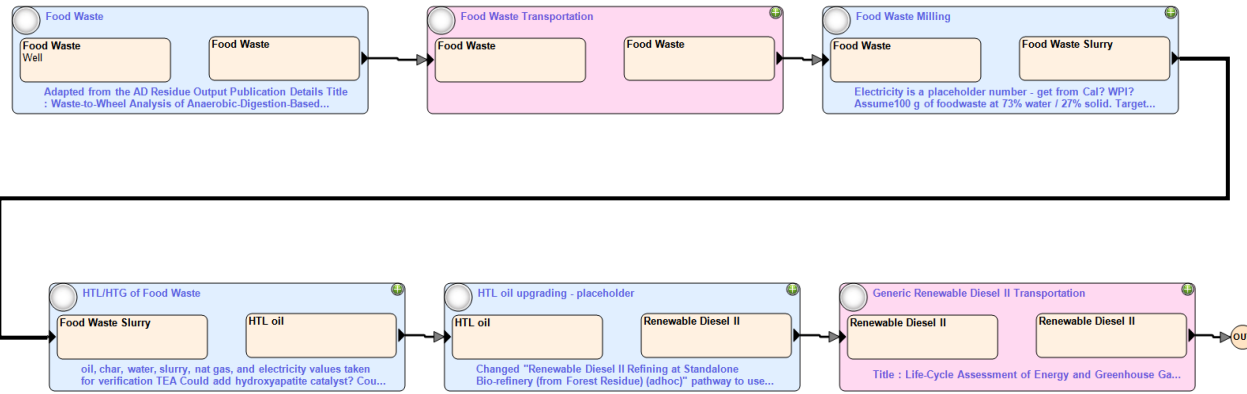 Food Waste
Food Waste
Well
Food Waste
Adapted from the AD Residue Output Publication Details Title
: Waste-to-Wheel Analysis of Anaerobic-Digestion-Based...
Food Waste Transportation
Food Waste
Food Waste
Food Waste Milling
Food Waste
Food Waste Slurry
Electricity is a placeholder number - get from Cal? WPI?
Assume100 g of foodwaste at 73% water / 27% solid. Target...
HTL/HTG of Food Waste
Food Waste Slurry
HTL oil
oil, char, water, slurry, nat gas, and electricity values taken
for verification TEA Could add hydroxyapatite catalyst? Cou...
HTL oil upgrading - placeholder
HTL oil
Renewable Diesel II
Changed "Renewable Diesel II Refining at Standalone
Bio-refinery (from Forest Residue) (adhoc)" pathway to use...
Generic Renewable Diesel II Transportation
Renewable Diesel II
Renewable Diesel II
Title : Life-Cycle Assessment of Energy and Greenhouse Ga...
OU